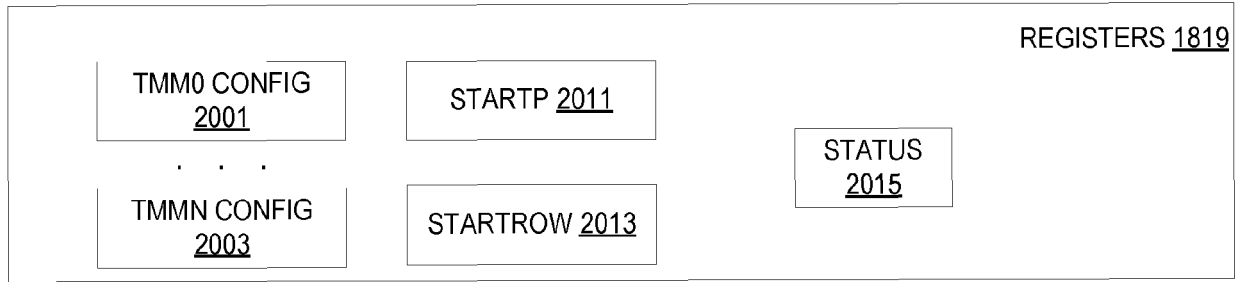 REGISTERS 1819
TMM0 CONFIG
2001
. . .
TMMN CONFIG
2003
STARTP 2011
STARTROW 2013
STATUS
2015